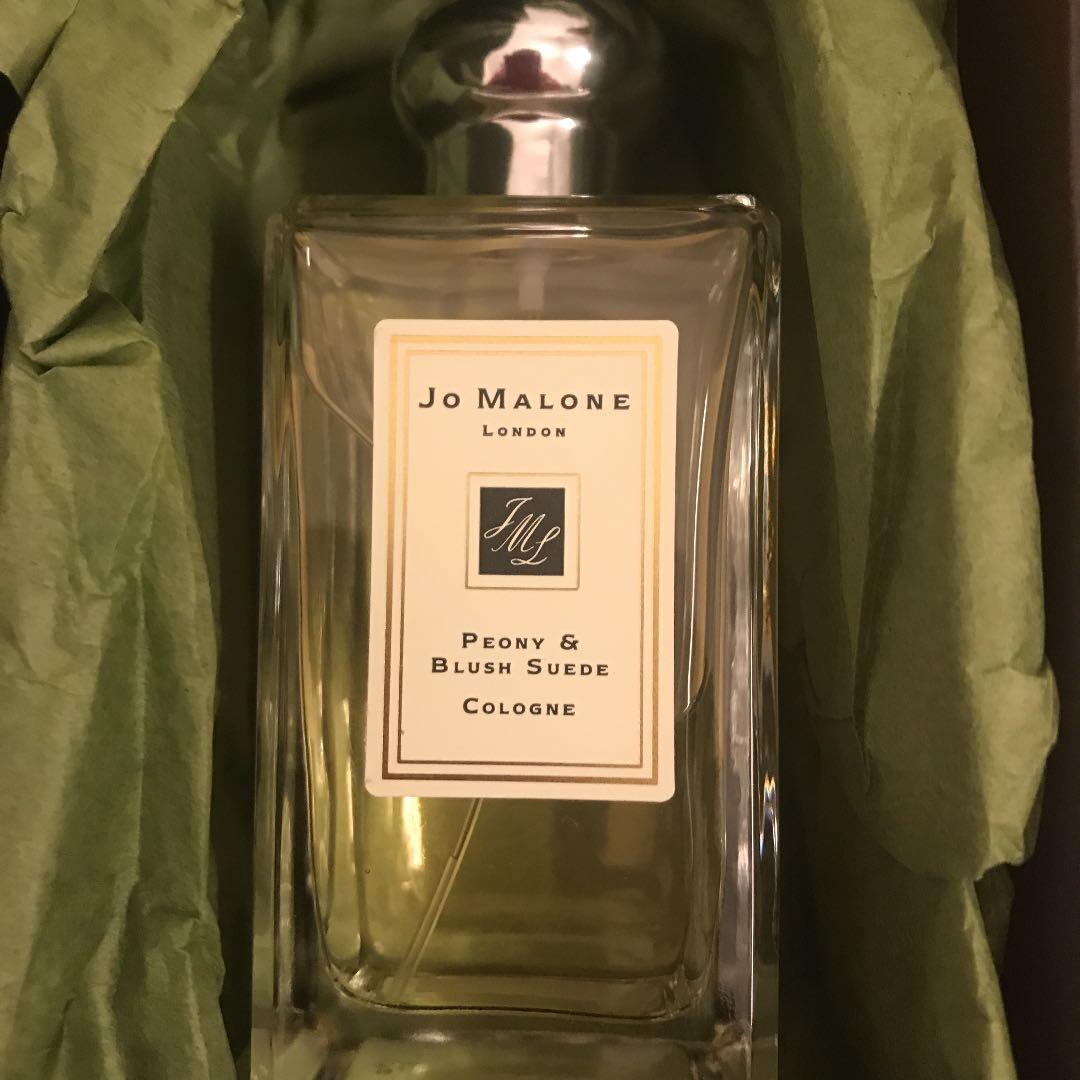 Jo Malone
London
JML
Peony &
Blush Suede
Cologne